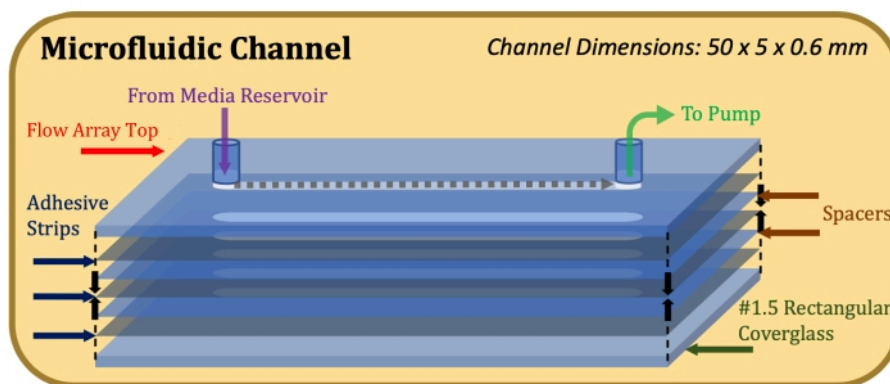 Microfluidic Channel
Channel Dimensions: 50 x 5 x 0.6 mm
From Media Reservoir
To Pump
Flow Array Top
Adhesive
Strips
Spacers
#1.5 Rectangular
Coverglass